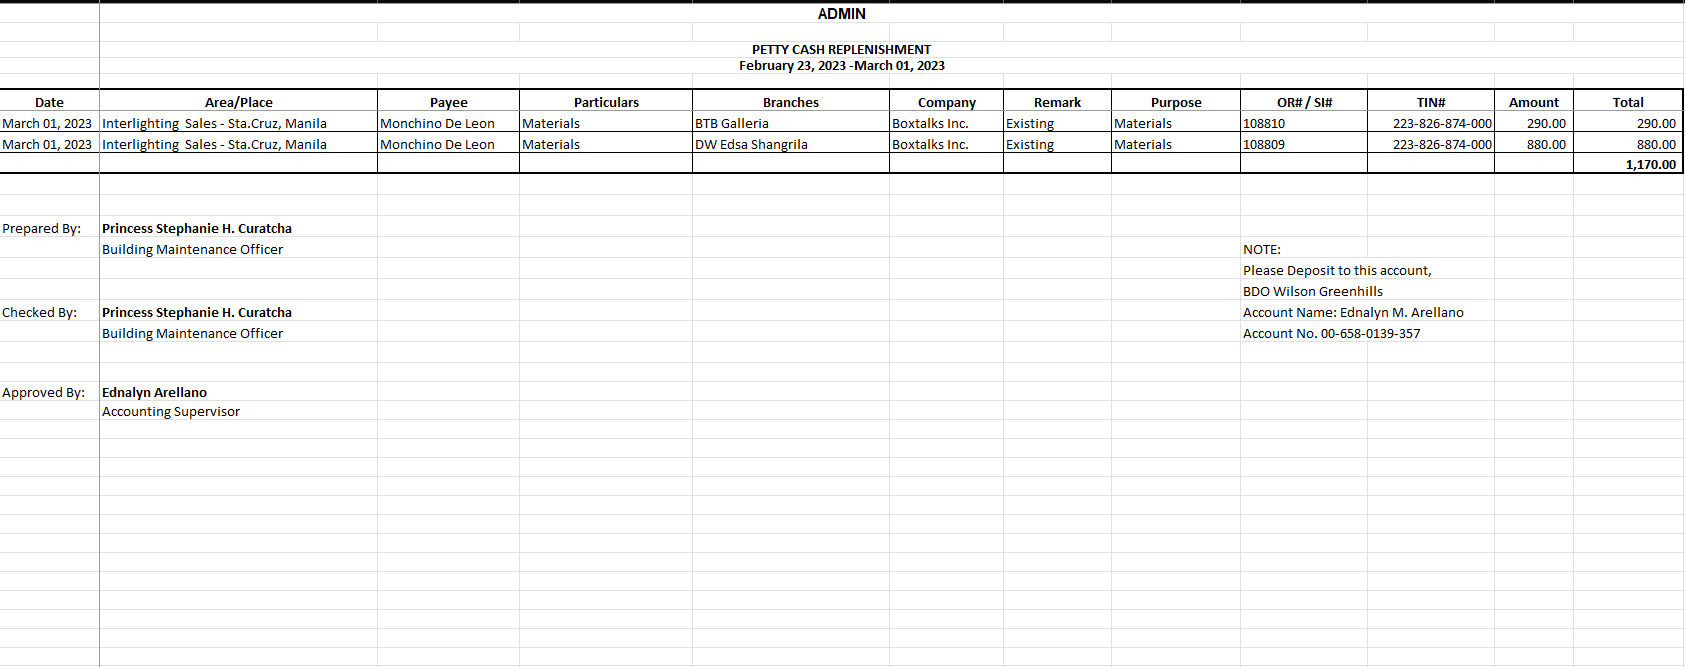 ADMIN
PETTY CASH REPLENISHMENT
February 23, 2023 -March 01, 2023
Date Area/Place Payee Particulars Branches Company Remark Purpose OR# / SI# TIN# Amount Total
March 01, 2023 Interlighting Sales - Sta.Cruz, Manila Monchino De Leon Materials BTB Galleria Boxtalks Inc. Existing Materials 108810 223-826-874-000 290.00 290.00
March 01, 2023 Interlighting Sales - Sta.Cruz, Manila Monchino De Leon Materials DW Edsa Shangrila Boxtalks Inc. Existing Materials 108809 223-826-874-000 880.00 880.00
1,170.00
Prepared By: Princess Stephanie H. Curatcha
Building Maintenance Officer NOTE:
Please Deposit to this account,
BDO Wilson Greenhills
Checked By: Princess Stephanie H. Curatcha Account Name: Ednalyn M. Arellano
Building Maintenance Officer Account No. 00-658-0139-357
Approved By: Ednalyn Arellano
Accounting Supervisor